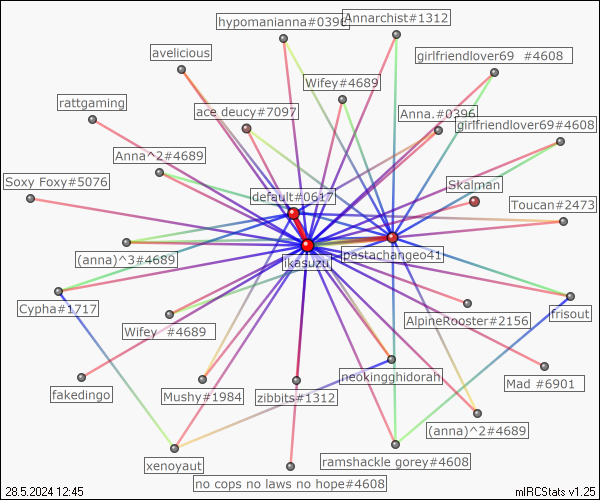 hypomanianna#0396
Annarchist#1312
avelicious
girlfriendlover69 #4608
Wifey#4689
rattgaming
ace deucy#7097
Anna.#0396
girlfriendlover69#4608
Anna^2#4689
Soxy Foxy#5076
Skalman
default#0617
Toucan#2473
(anna)^3#4689
ikasuzu
pastachangeo41
Cypha#1717
Wifey #4689
AlpineRooster#2156
frisout
fakedingo
Mushy#1984
zibbits#1312
neokingghidorah
Mad #6901
(anna)^2#4689
xenoyaut
ramshackle gorey#4608
no cops no laws no hope#4608
28.5.2024 12:45
mIRCStats v1.25